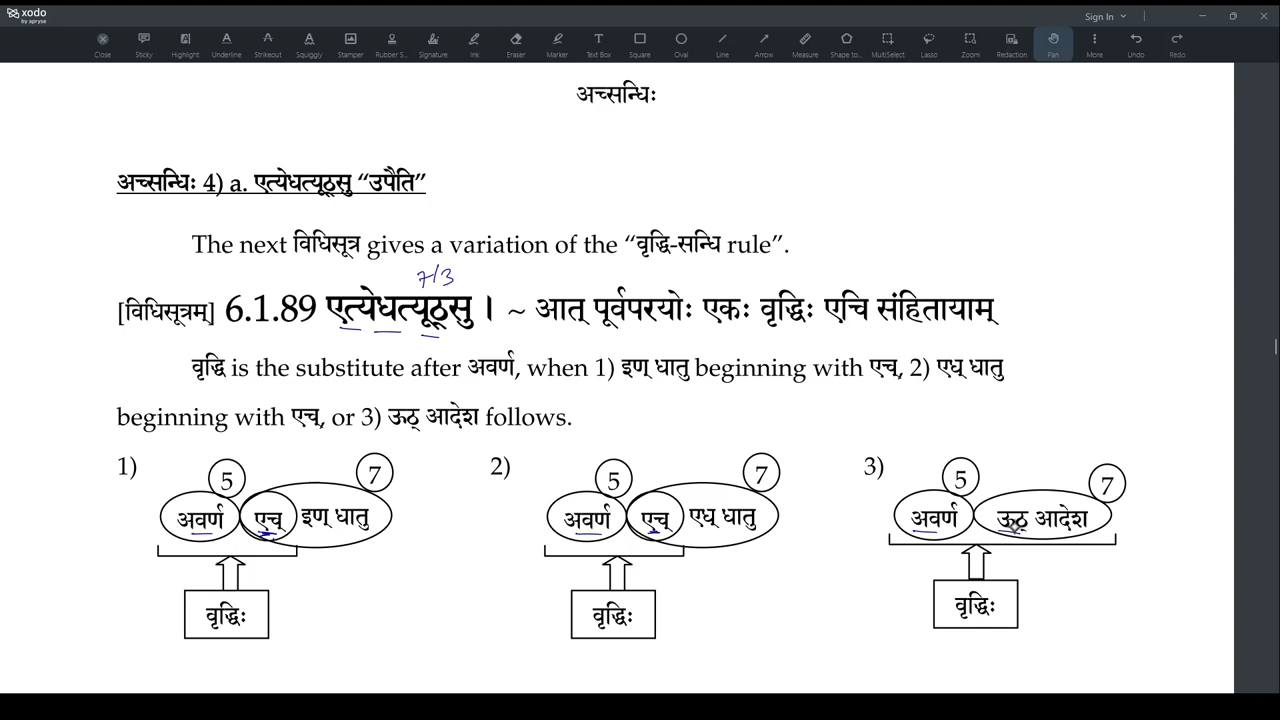 xodo
by apryse
Sign In
Close Sticky Highlight Underline Strikeout Squiggly Stamper Rubber S... Signature Ink Eraser Marker Text Box Square Oval Line Arrow Measure Shape to... MultiSelect Lasso Zoom Redaction Pan More Undo Redo
अच्सन्धिः
अच्सन्धिः 4) a. एत्येधत्यूठ्सु “उपैति”
The next विधिसूत्र gives a variation of the “वृद्धि-सन्धि rule”.
7/3
[विधिसूत्रम्] 6.1.89 एत्येधत्यूठ्सु । ~ आत् पूर्वपरयोः एकः वृद्धिः एचि संहितायाम्
वृद्धि is the substitute after अवर्ण, when 1) इण् धातु beginning with एच्, 2) एध् धातु
beginning with एच्, or 3) ऊठ् आदेश follows.
1) 5 7 2) 5 7 3) 5 7
अवर्ण एच् इण् धातु अवर्ण एच् एध् धातु अवर्ण ऊठ् आदेश
वृद्धिः वृद्धिः वृद्धिः